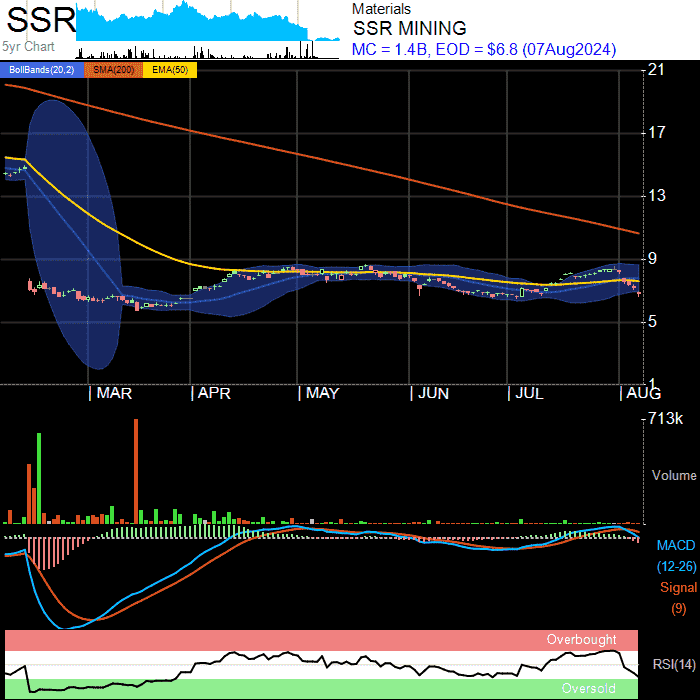 SSR
5yr Chart
Materials
SSR MINING
MC = 1.4B, EOD = $6.8 (07Aug2024)
BollBands(20,2) SMA(200) EMA(50)
21
17
13
9
5
1
MAR APR MAY JUN JUL AUG
713k
Volume
MACD
(12-26)
Signal
(9)
Overbought
RSI(14)
Oversold